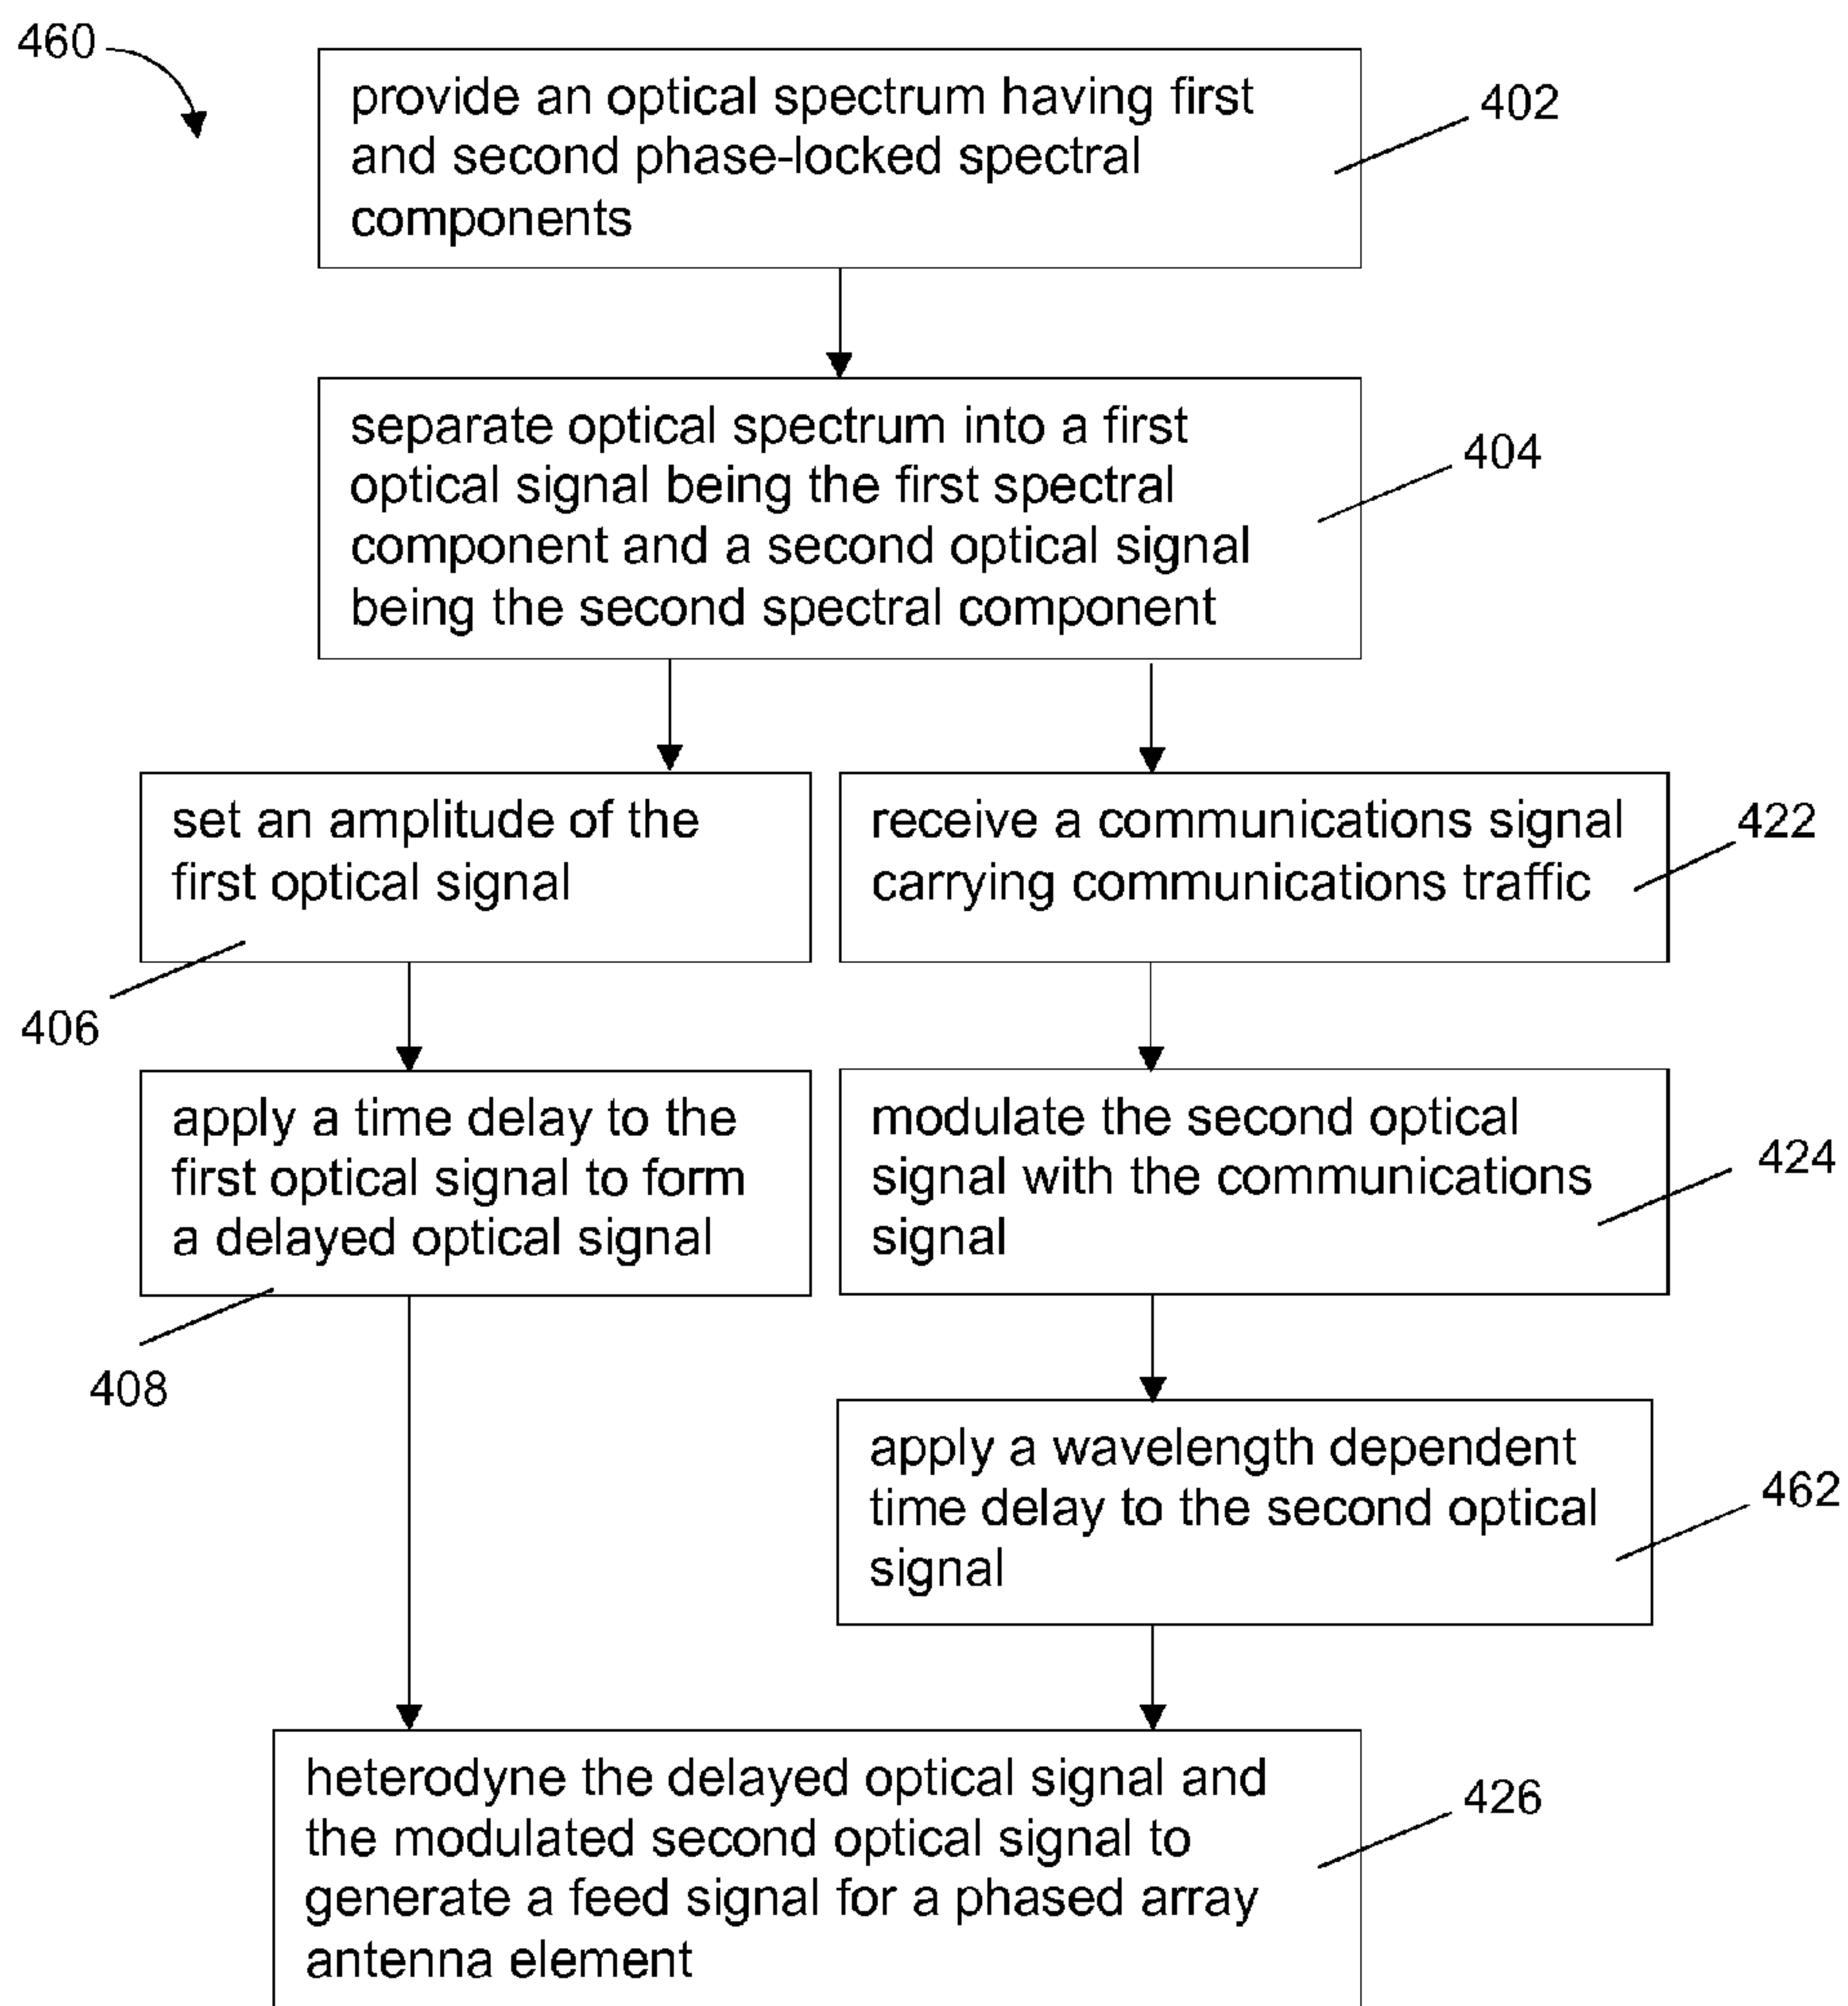 460
provide an optical spectrum having first
and second phase-locked spectral
components
402
separate optical spectrum into a first
optical signal being the first spectral
component and a second optical signal
being the second spectral component
404
set an amplitude of the
first optical signal
406
receive a communications signal
carrying communications traffic
422
apply a time delay to the
first optical signal to form
a delayed optical signal
408
modulate the second optical
signal with the communications
signal
424
apply a wavelength dependent
time delay to the second optical
signal
462
heterodyne the delayed optical signal and
the modulated second optical signal to
generate a feed signal for a phased array
antenna element
426